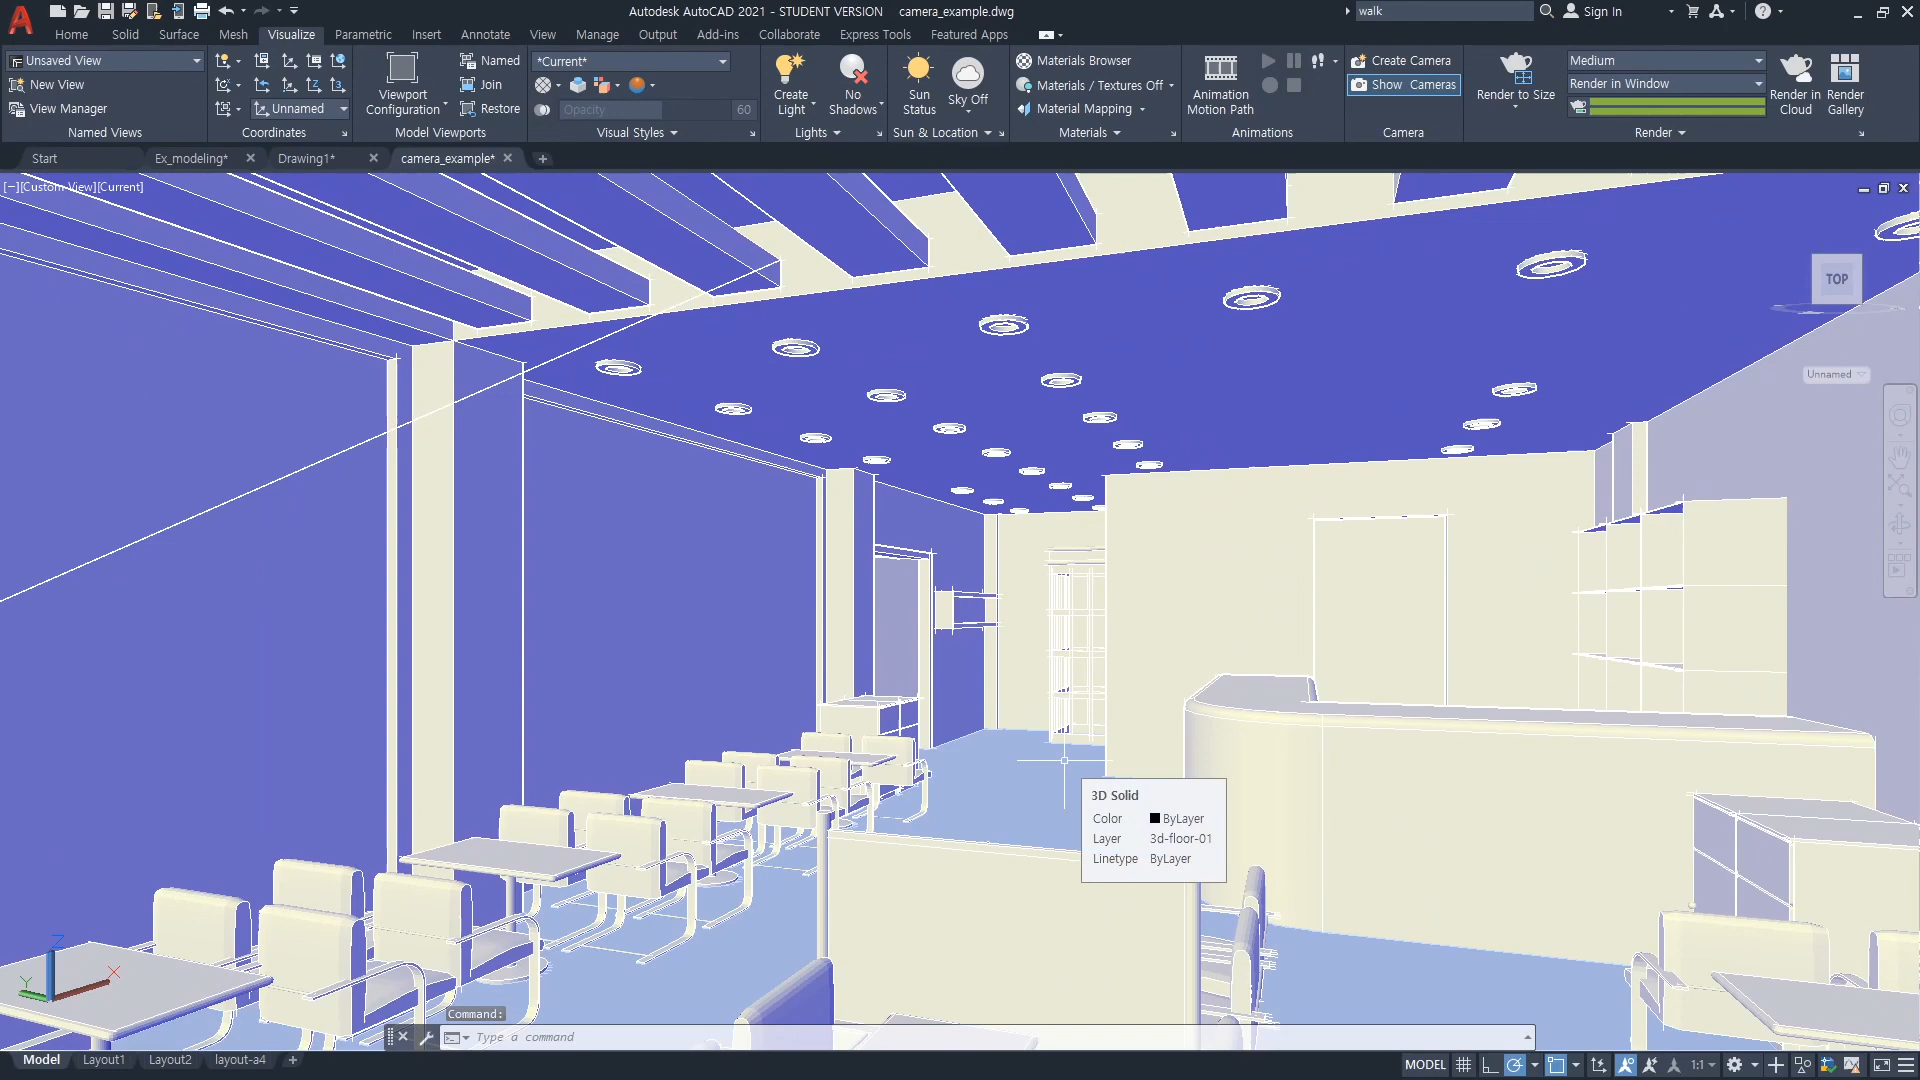 Autodesk AutoCAD 2021 - STUDENT VERSION camera_example.dwg
walk
Sign In
Home Solid Surface Mesh Visualize Parametric Insert Annotate View Manage Output Add-ins Collaborate Express Tools Featured Apps
Unsaved View
New View
View Manager
Named Views
Unnamed
Coordinates
Viewport
Configuration
Named
Join
Restore
Model Viewports
*Current*
Opacity 60
Visual Styles
Create
Light
No
Shadows
Lights
Sun
Status
Sky Off
Sun & Location
Materials Browser
Materials / Textures Off
Material Mapping
Materials
Animation
Motion Path
Animations
Create Camera
Show Cameras
Camera
Render to Size
Medium
Render in Window
Render in
Cloud
Render
Gallery
Render
Start Ex_modeling* Drawing1* camera_example*
[−][Custom View][Current]
TOP
Unnamed
3D Solid
Color ByLayer
Layer 3d-floor-01
Linetype ByLayer
Z
Y
X
Command:
Type a command
Model Layout1 Layout2 layout-a4
MODEL
1:1